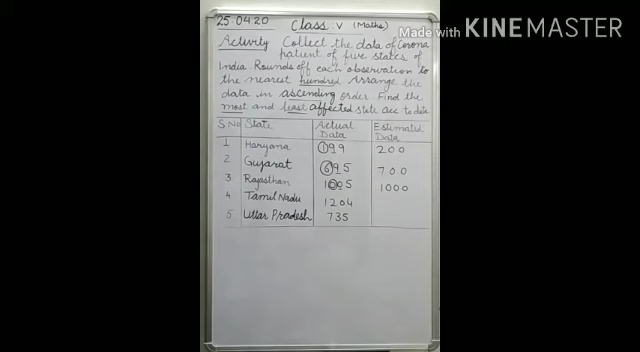 Made with KINEMASTER
25.04.20 Class V (Maths)
Activity Collect the data of Corona
patient of five states of
India Rounds off each observation to
the nearest hundred Arrange the
data in ascending order Find the
most and least affected state acc to data
S.No State Actual Data Estimated Data
1 Haryana 199 200
2 Gujarat 695 700
3 Rajasthan 1005 1000
4 Tamil Nadu 1204
5 Uttar Pradesh 735